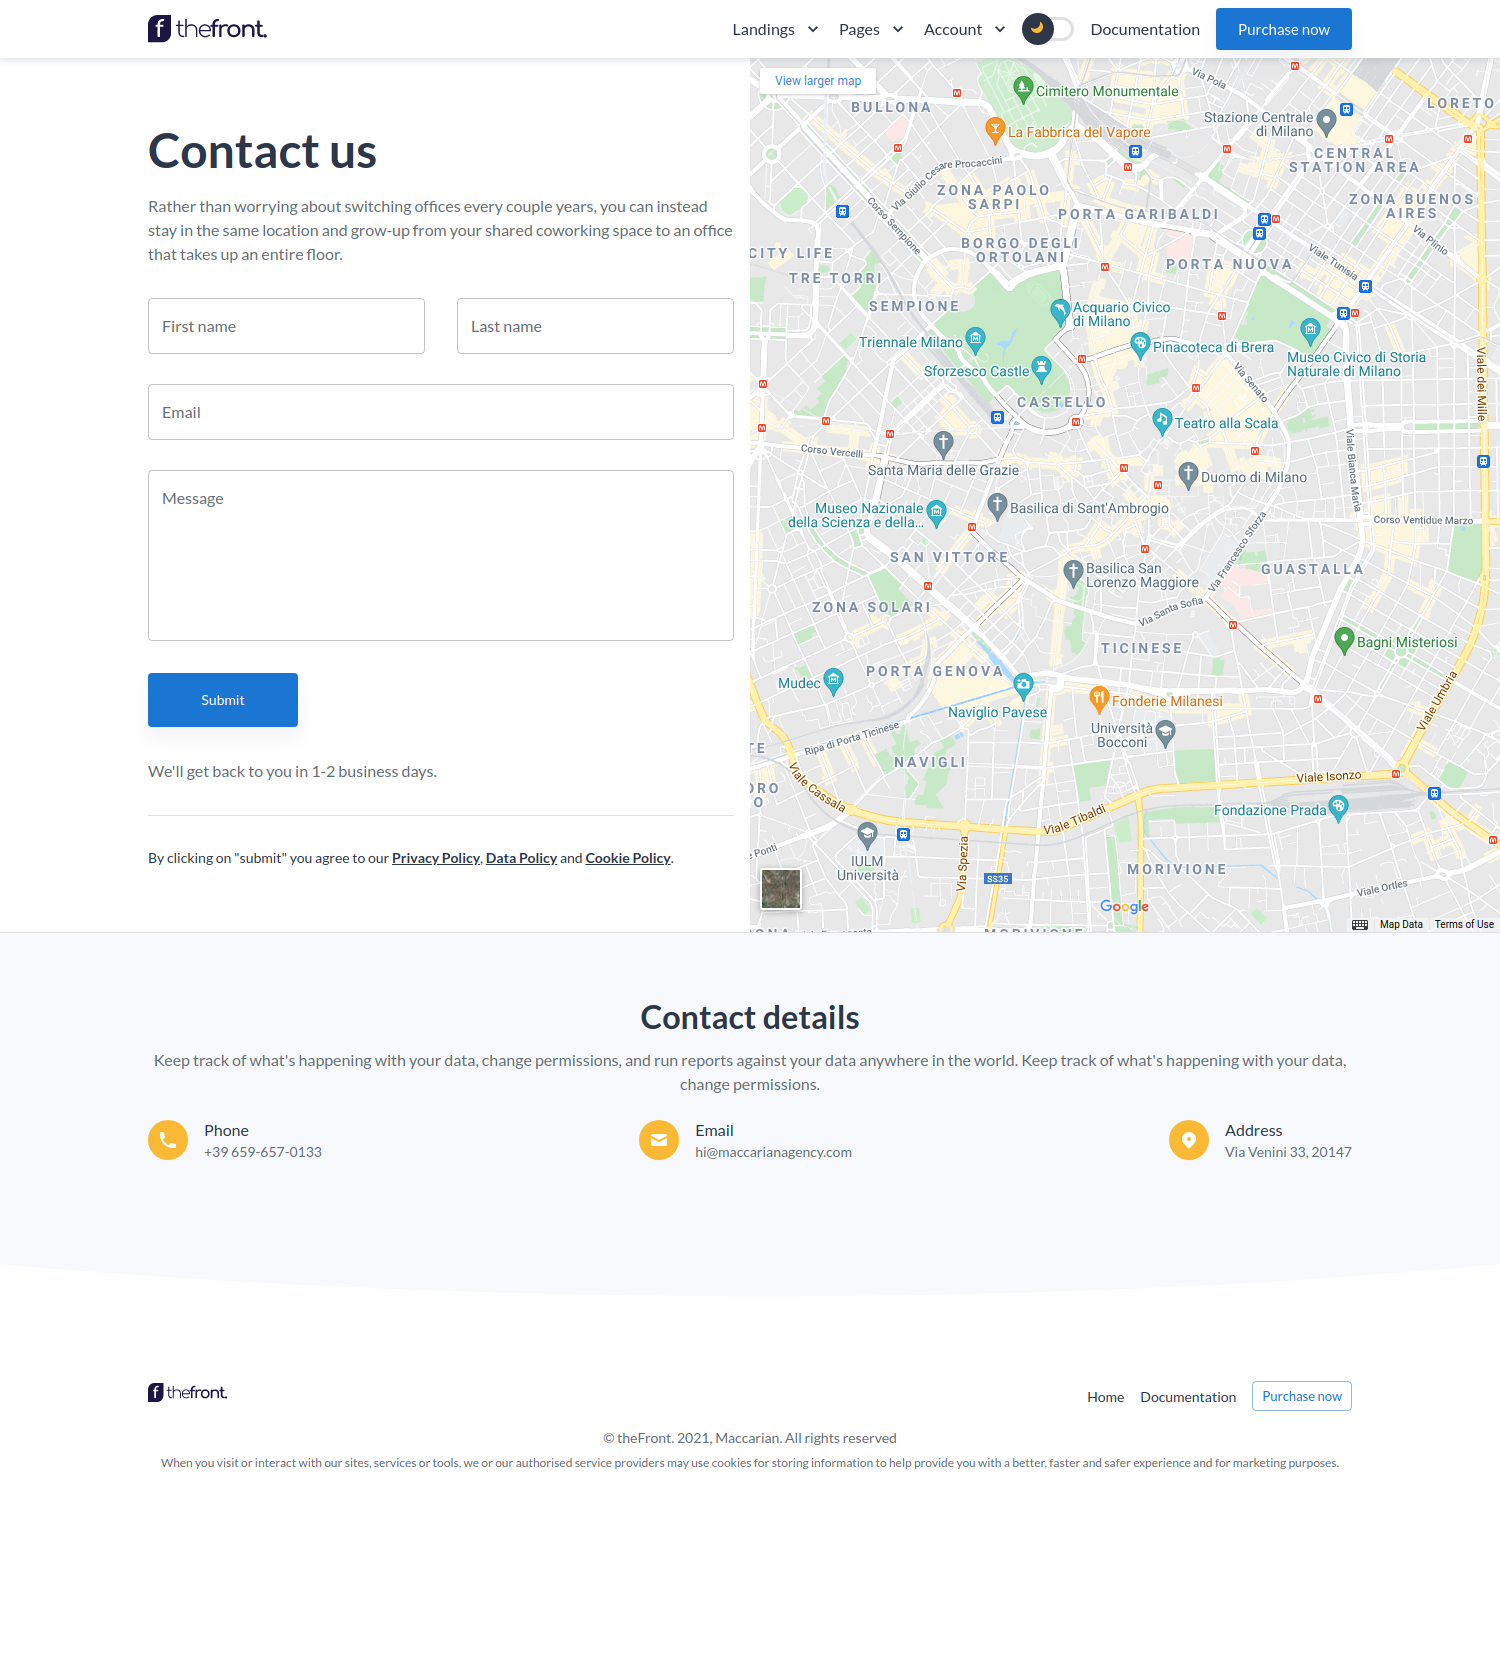 thefront.
Landings
Pages
Account
Documentation
Purchase now
Contact us
Rather than worrying about switching offices every couple years, you can instead
stay in the same location and grow-up from your shared coworking space to an office
that takes up an entire floor.
First name
Last name
Email
Message
Submit
We'll get back to you in 1-2 business days.
By clicking on "submit" you agree to our Privacy Policy, Data Policy and Cookie Policy.
View larger map
Cimitero Monumentale
Via Pola
BULLONA
LORETO
La Fabbrica del Vapore
Stazione Centrale
di Milano
CENTRAL
STATION AREA
Via Giulio Cesare Procaccini
ZONA PAOLO
SARPI
Corso Sempione
PORTA GARIBALDI
ZONA BUENOS
AIRES
Via Plinio
CITY LIFE
BORGO DEGLI
ORTOLANI
Viale Tunisia
TRE TORRI
PORTA NUOVA
SEMPIONE
Acquario Civico
di Milano
Triennale Milano
Pinacoteca di Brera
Museo Civico di Storia
Naturale di Milano
Sforzesco Castle
Via Senato
Viale dei Mille
CASTELLO
Teatro alla Scala
Corso Vercelli
Viale Bianca Maria
Santa Maria delle Grazie
Duomo di Milano
Museo Nazionale
della Scienza e della...
Basilica di Sant'Ambrogio
Corso Ventidue Marzo
Via Francesco Sforza
SAN VITTORE
Basilica San
Lorenzo Maggiore
GUASTALLA
ZONA SOLARI
Via Santa Sofia
TICINESE
Bagni Misteriosi
PORTA GENOVA
Mudec
Naviglio Pavese
Fonderie Milanesi
Viale Umbria
Ripa di Porta Ticinese
Università
Bocconi
NAVIGLI
Viale Cassala
Viale Isonzo
Viale Tibaldi
Fondazione Prada
IULM
Università
Via Spezia
SS35
MORIVIONE
Viale Ortles
Google
Map Data
Terms of Use
MORIVIONE
Contact details
Keep track of what's happening with your data, change permissions, and run reports against your data anywhere in the world. Keep track of what's happening with your data,
change permissions.
Phone
+39 659-657-0133
Email
hi@maccarianagency.com
Address
Via Venini 33, 20147
thefront.
Home
Documentation
Purchase now
© theFront. 2021, Maccarian. All rights reserved
When you visit or interact with our sites, services or tools, we or our authorised service providers may use cookies for storing information to help provide you with a better, faster and safer experience and for marketing purposes.